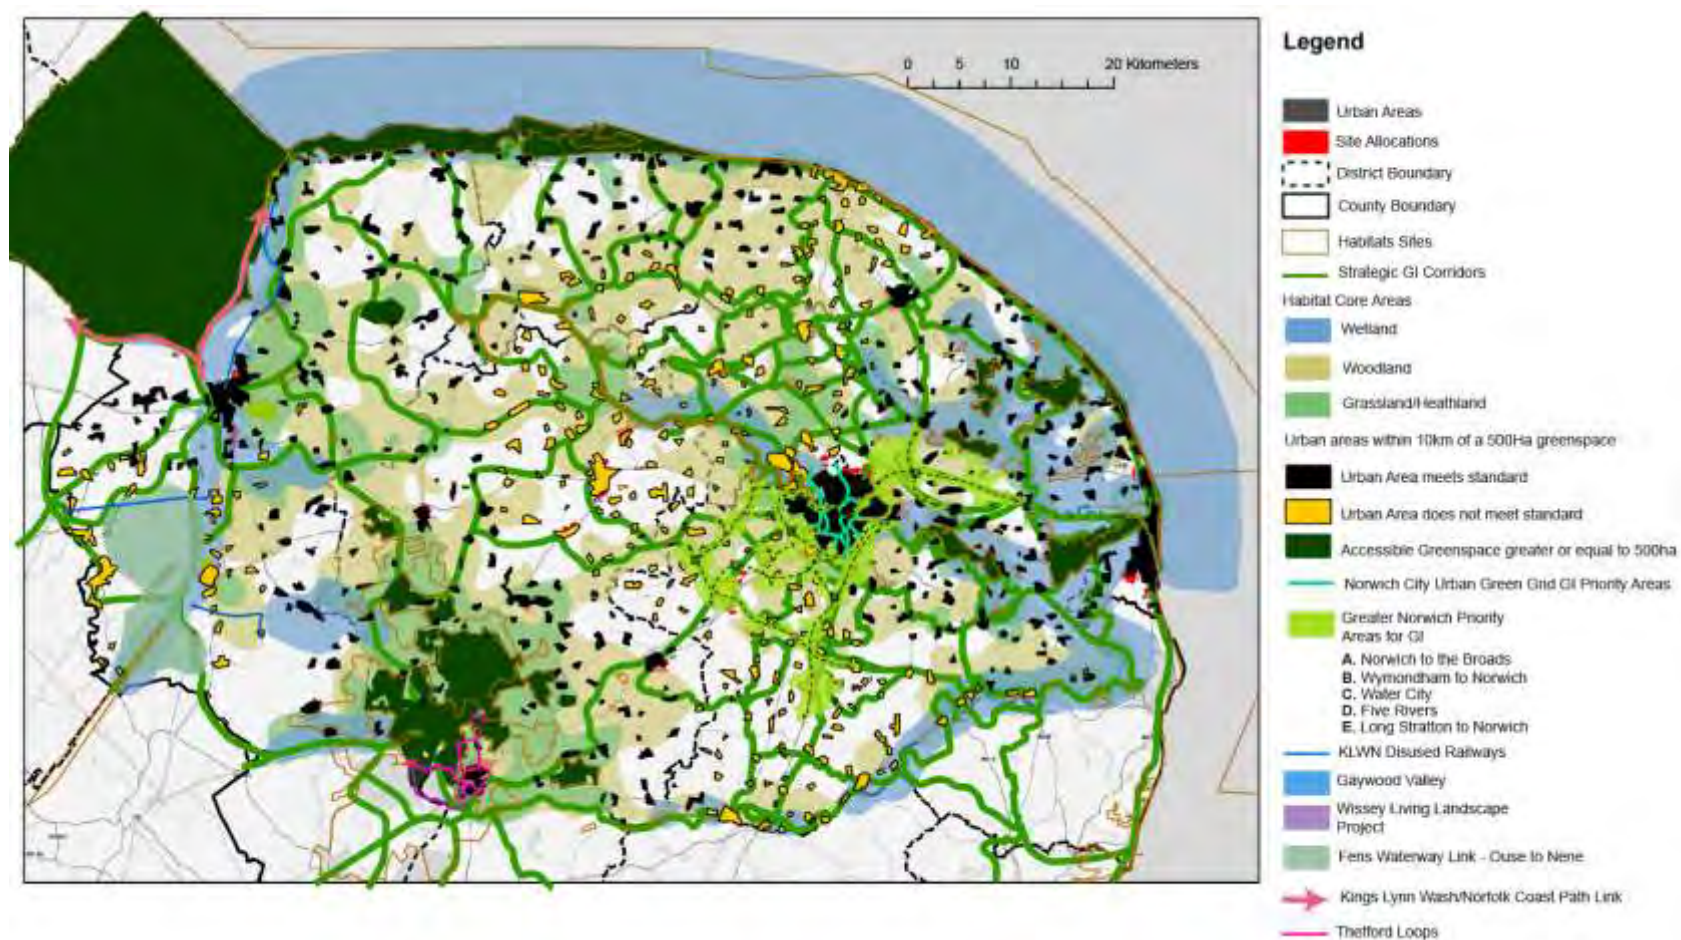 0 5 10 20 Kilometers
Legend
Urban Areas
Site Allocations
District Boundary
County Boundary
Habitats Sites
Strategic GI Corridors
Habitat Core Areas
Wetland
Woodland
Grassland/Heathland
Urban areas within 10km of a 500Ha greenspace
Urban Area meets standard
Urban Area does not meet standard
Accessible Greenspace greater or equal to 500ha
Norwich City Urban Green Grid GI Priority Areas
Greater Norwich Priority
Areas for GI
A. Norwich to the Broads
B. Wymondham to Norwich
C. Water City
D. Five Rivers
E. Long Stratton to Norwich
KLWN Disused Railways
Gaywood Valley
Wissey Living Landscape
Project
Fens Waterway Link - Ouse to Nene
Kings Lynn Wash/Norfolk Coast Path Link
Thetford Loops